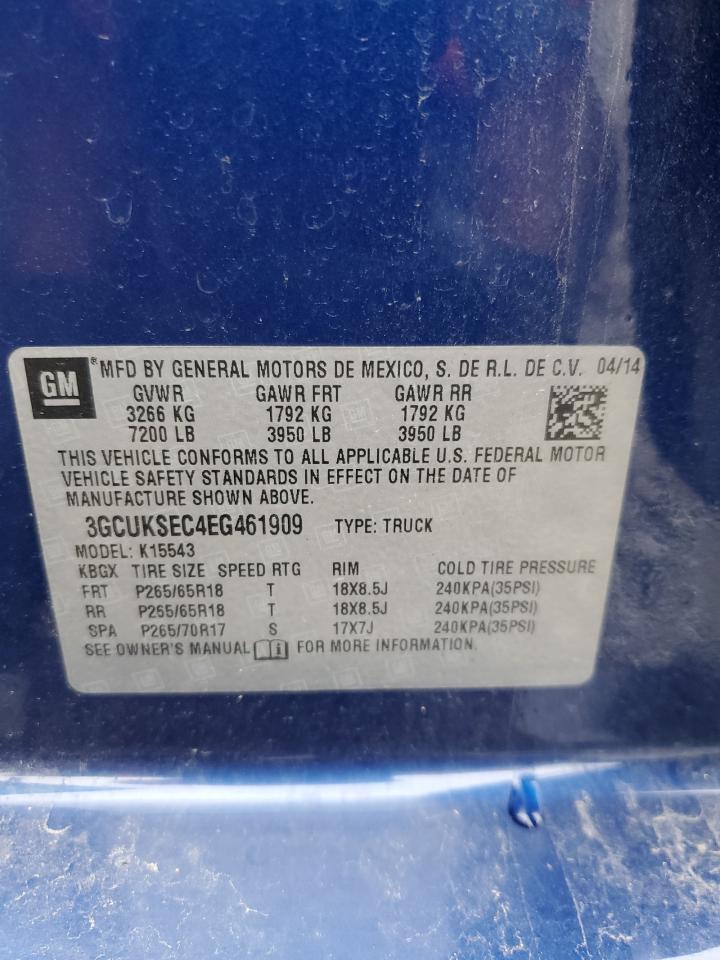 GM ® MFD BY GENERAL MOTORS DE MEXICO, S. DE R.L. DE C.V. 04/14
GVWR GAWR FRT GAWR RR
3266 KG 1792 KG 1792 KG
7200 LB 3950 LB 3950 LB
THIS VEHICLE CONFORMS TO ALL APPLICABLE U.S. FEDERAL MOTOR
VEHICLE SAFETY STANDARDS IN EFFECT ON THE DATE OF
MANUFACTURE SHOWN ABOVE.
3GCUKSEC4EG461909 TYPE: TRUCK
MODEL: K15543
KBGX TIRE SIZE SPEED RTG RIM COLD TIRE PRESSURE
FRT P265/65R18 T 18X8.5J 240KPA(35PSI)
RR P265/65R18 T 18X8.5J 240KPA(35PSI)
SPA P265/70R17 S 17X7J 240KPA(35PSI)
SEE OWNER'S MANUAL FOR MORE INFORMATION.